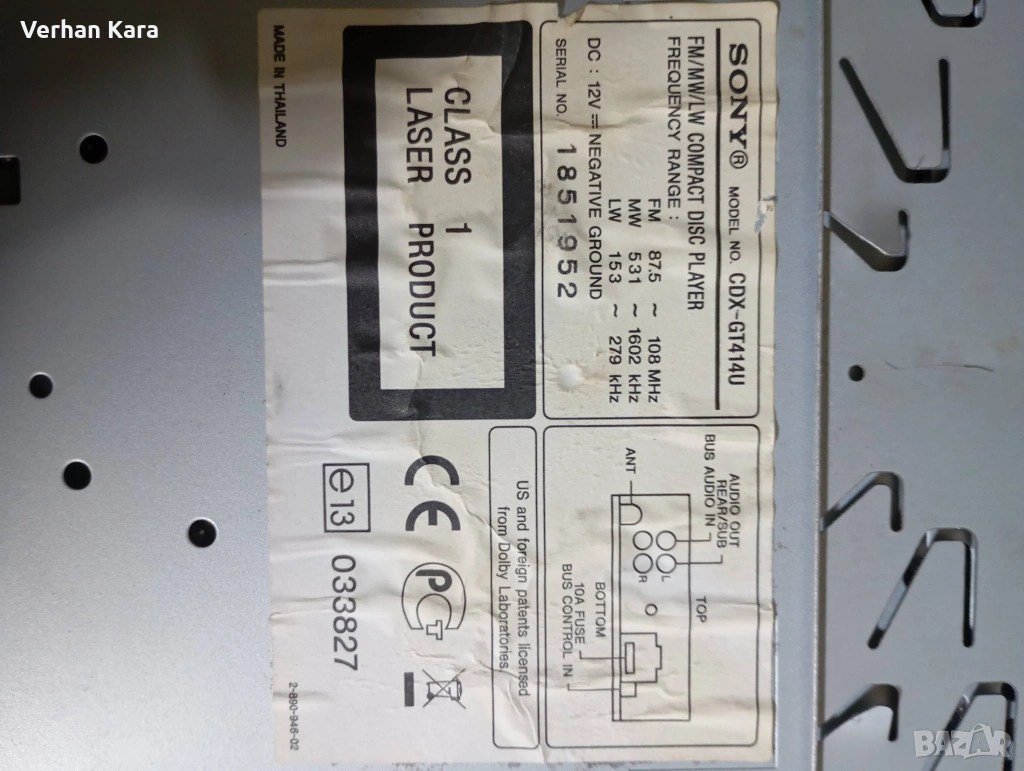 Verhan Kara
SONY® MODEL NO. CDX-GT414U
FM/MW/LW COMPACT DISC PLAYER
FREQUENCY RANGE :
FM 87.5 ~ 108 MHz
MW 531 ~ 1602 kHz
LW 153 ~ 279 kHz
DC : 12V ⎓ NEGATIVE GROUND
SERIAL NO. 1851952
CLASS 1
LASER PRODUCT
MADE IN THAILAND
AUDIO OUT
REAR/SUB
BUS AUDIO IN
TOP
ANT
L
R
BOTTOM
10A FUSE
BUS CONTROL IN
US and foreign patents licensed
from Dolby Laboratories.
CE PCT
e13 033827
2-890-946-02
BAZAR